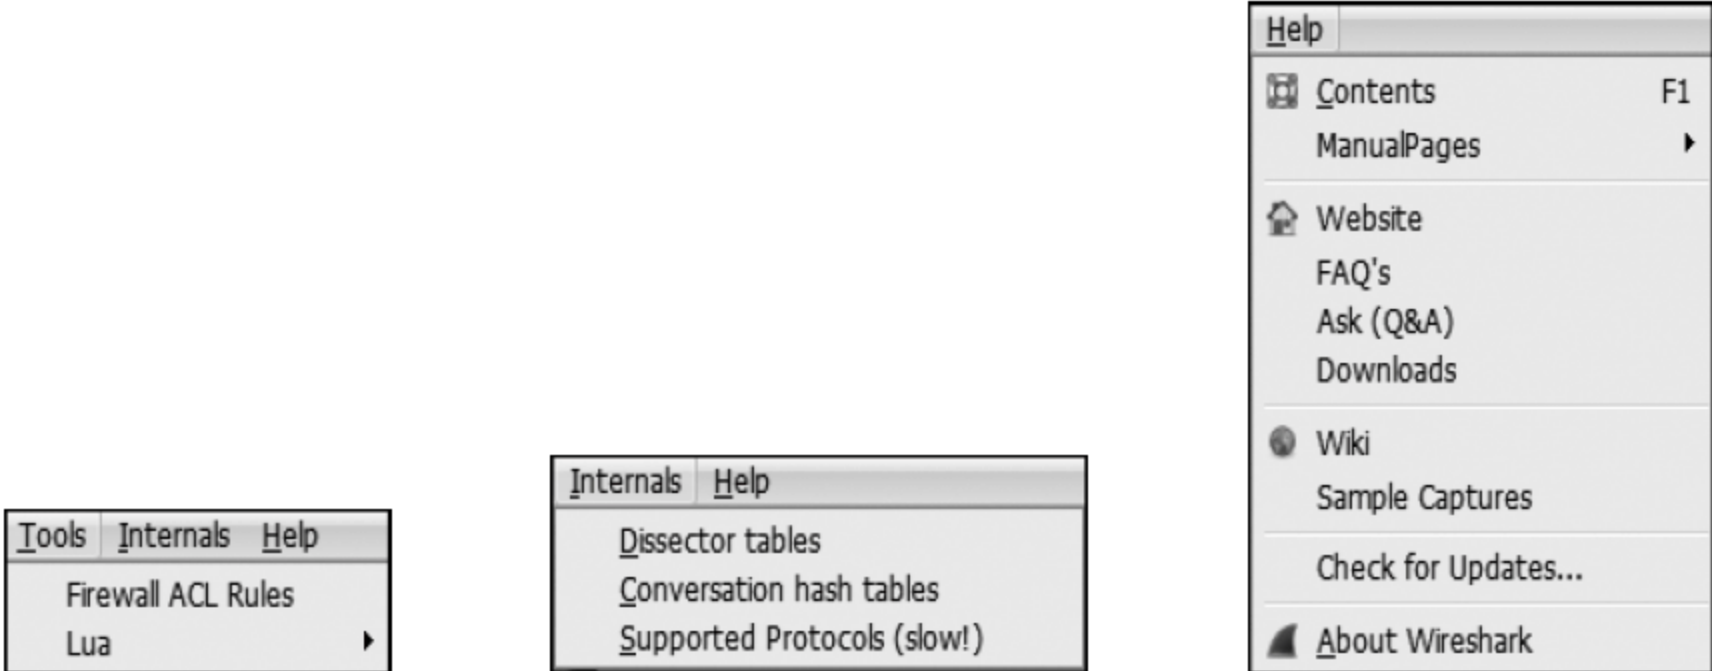 Tools Internals Help
Firewall ACL Rules
Lua
Internals Help
Dissector tables
Conversation hash tables
Supported Protocols (slow!)
Help
Contents F1
ManualPages
Website
FAQ's
Ask (Q&A)
Downloads
Wiki
Sample Captures
Check for Updates...
About Wireshark